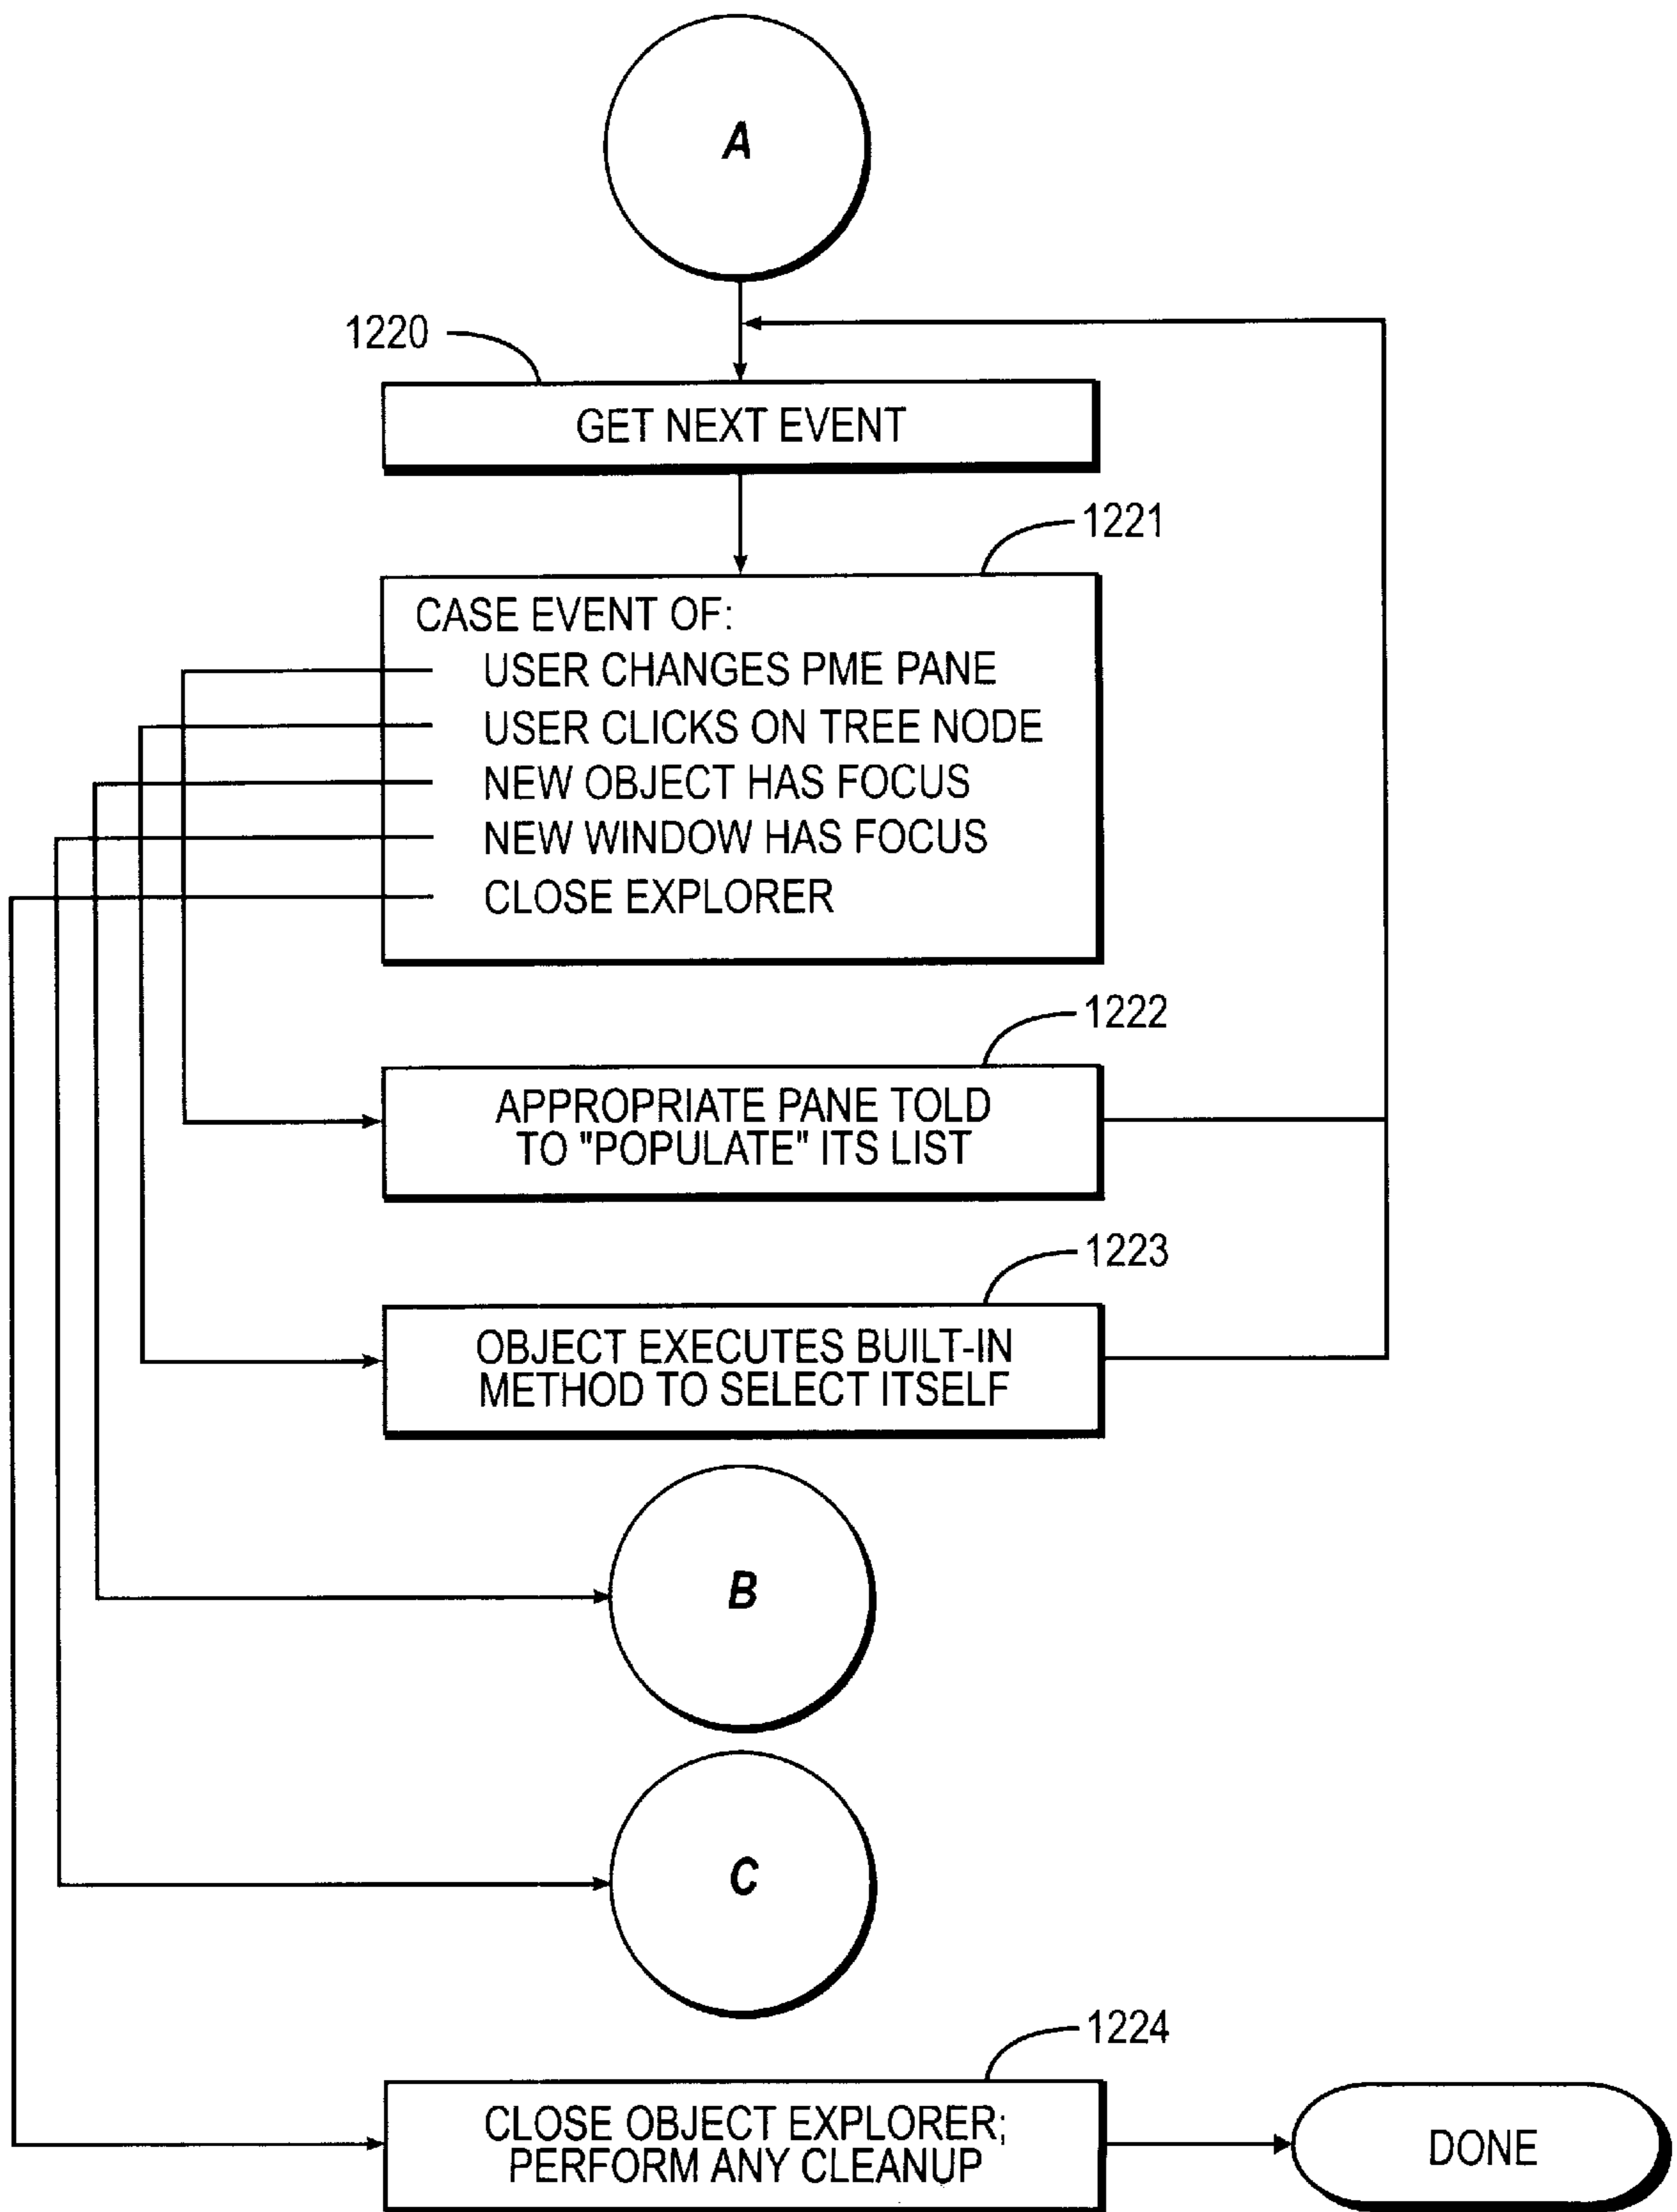 A
1220
GET NEXT EVENT
1221
CASE EVENT OF:
USER CHANGES PME PANE
USER CLICKS ON TREE NODE
NEW OBJECT HAS FOCUS
NEW WINDOW HAS FOCUS
CLOSE EXPLORER
1222
APPROPRIATE PANE TOLD
TO "POPULATE" ITS LIST
1223
OBJECT EXECUTES BUILT-IN
METHOD TO SELECT ITSELF
B
C
1224
CLOSE OBJECT EXPLORER;
PERFORM ANY CLEANUP
DONE